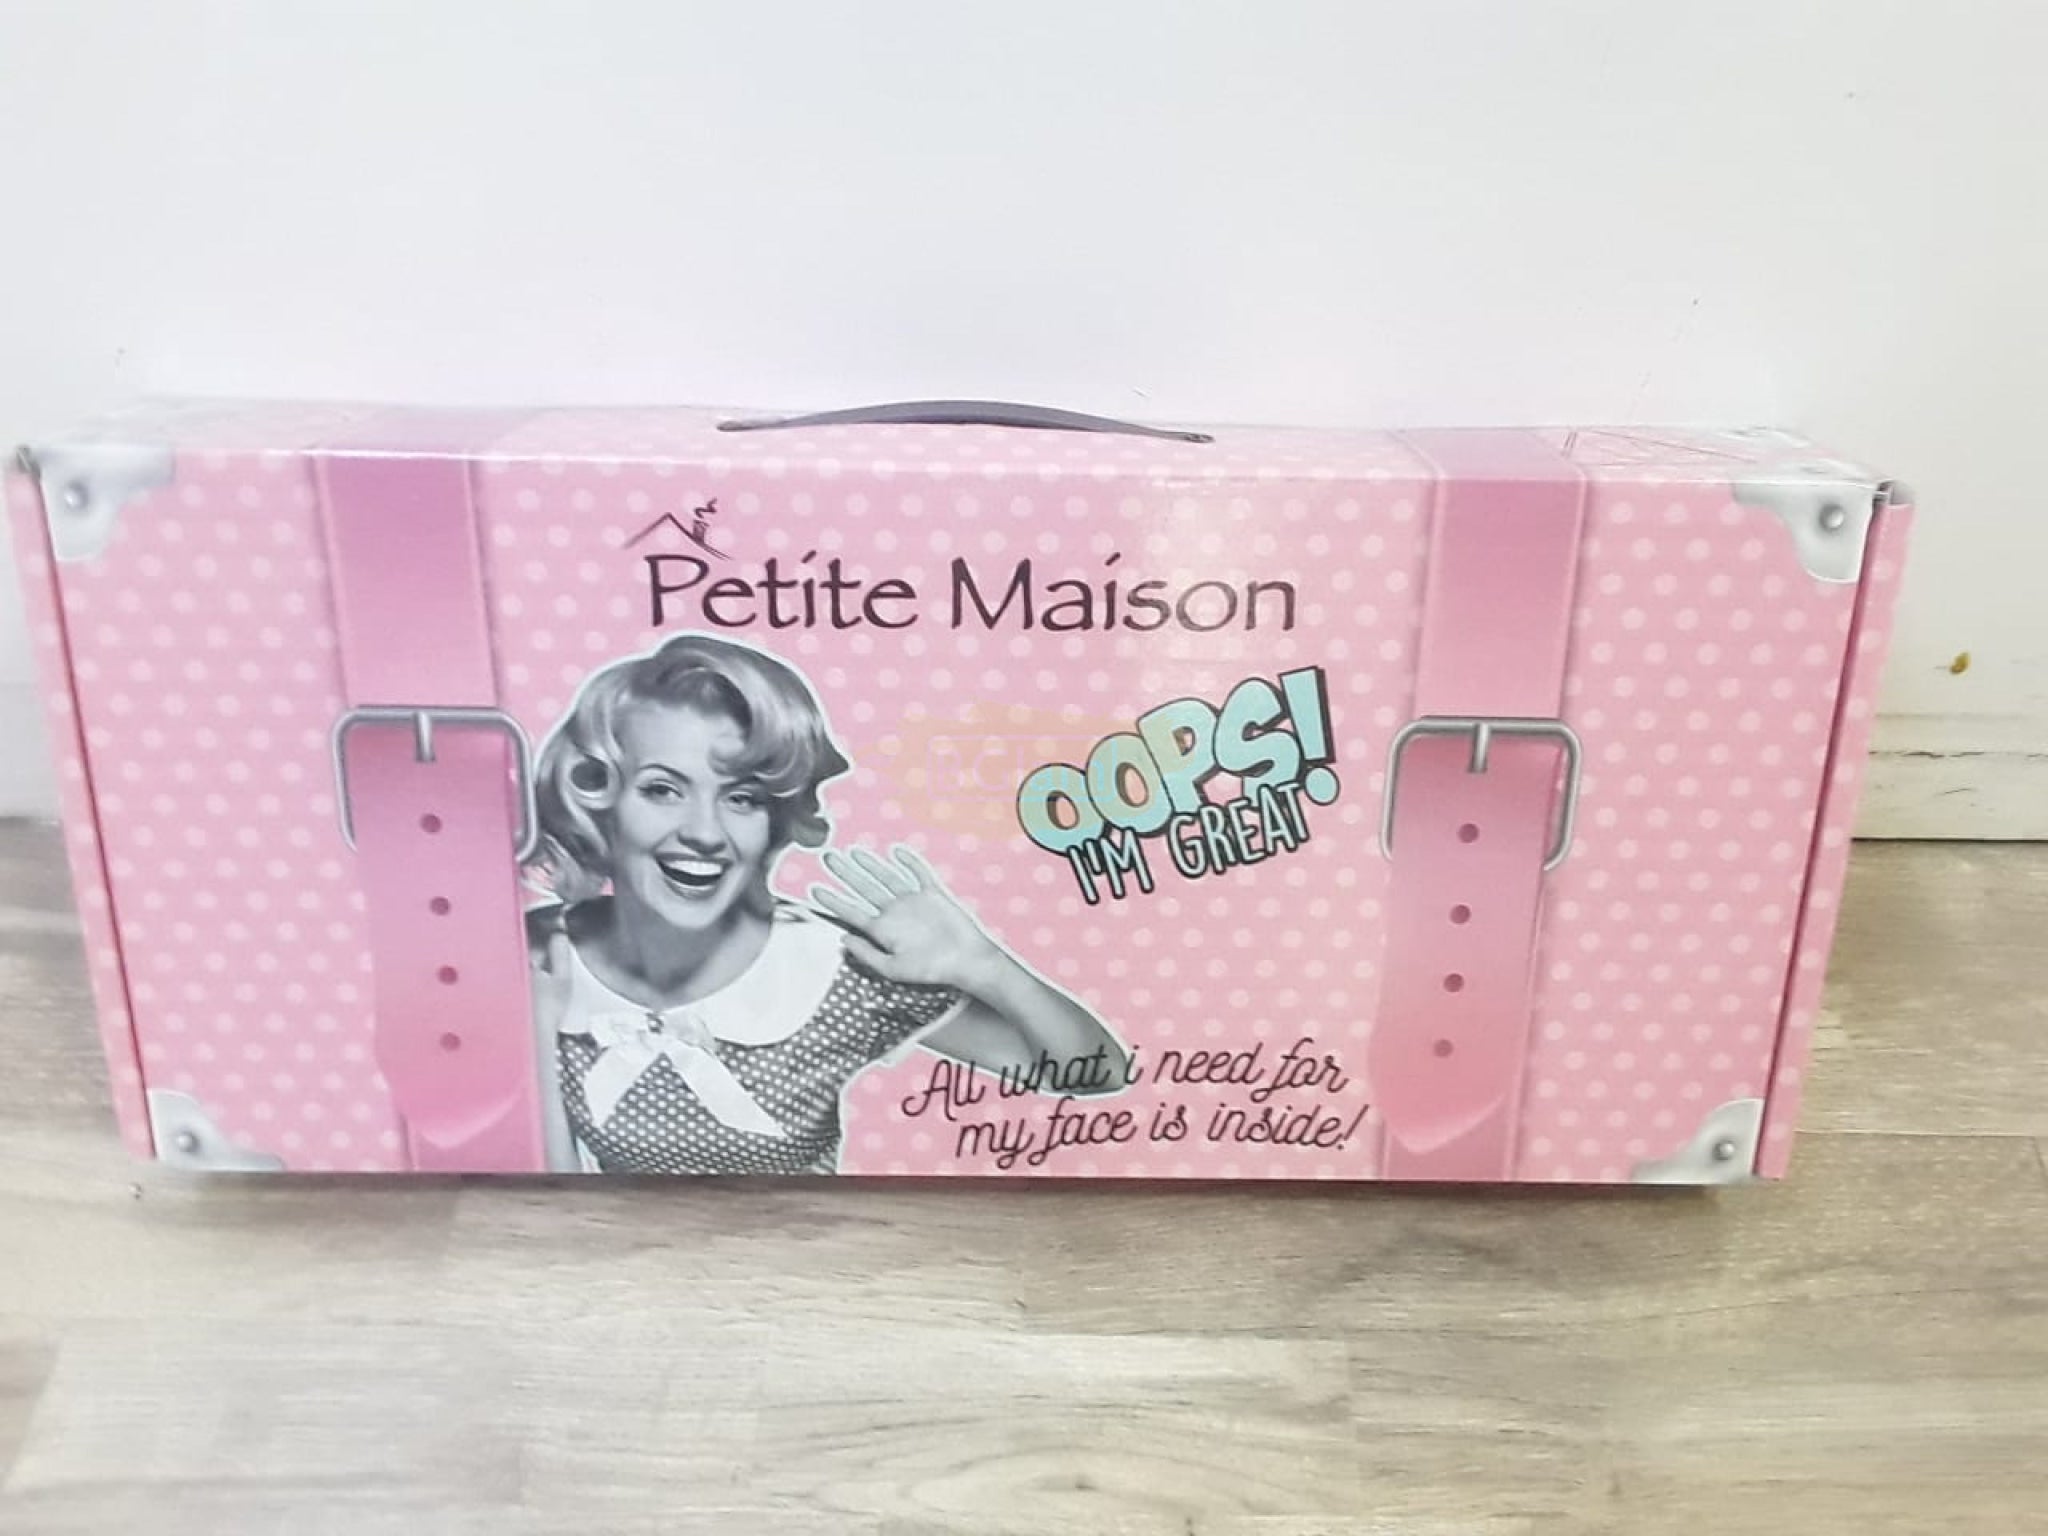 Petite Maison
OOPS!
I'M GREAT
All what i need for
my face is inside!